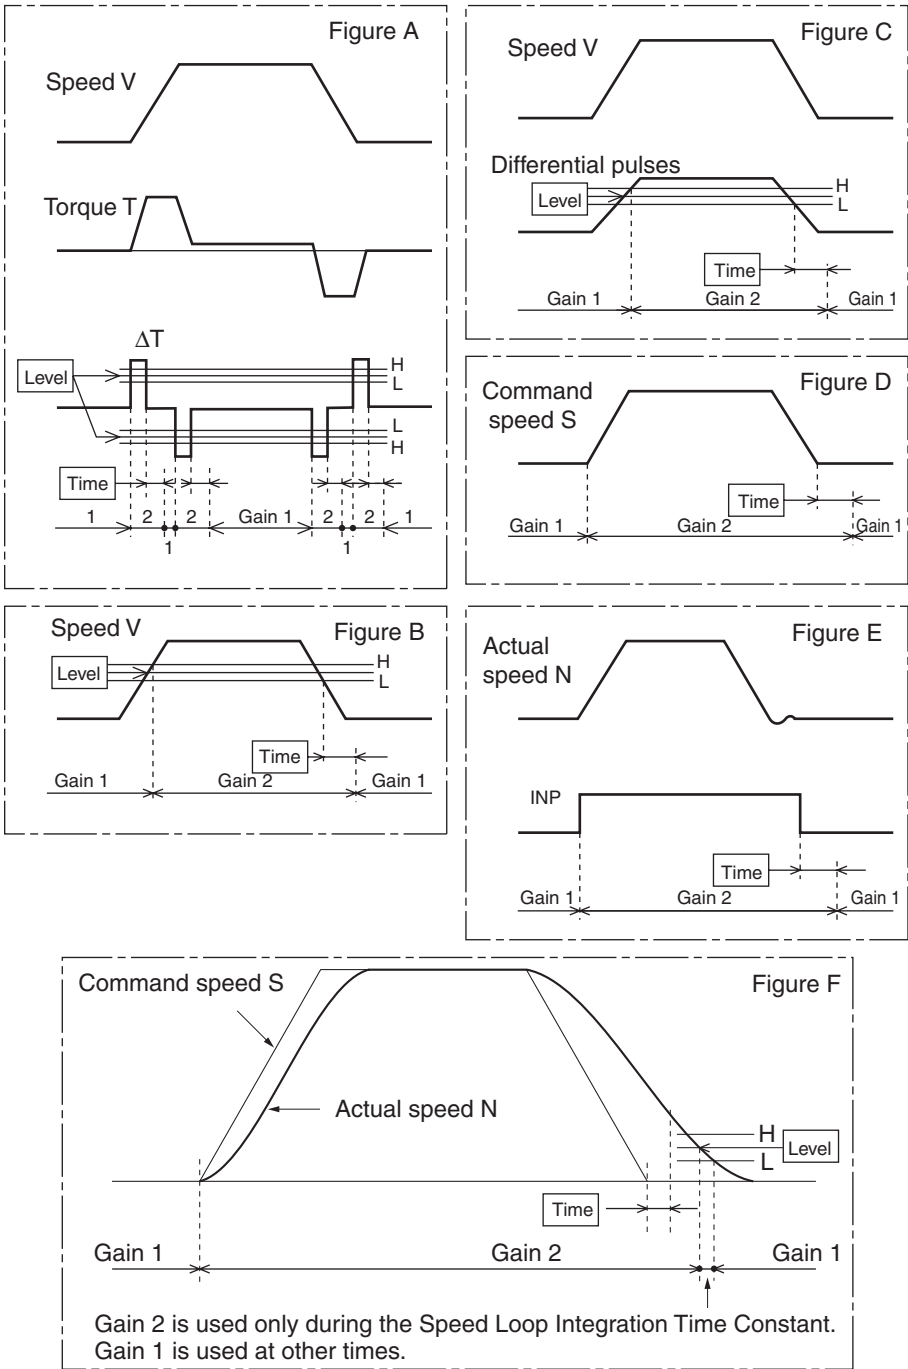 Figure A
Speed V
Torque T
ΔT
Level
H
L
L
H
Time
1 2 2 Gain 1 2 2 1
1 1
Figure B
Speed V
Level
H
L
Time
Gain 1 Gain 2 Gain 1
Figure C
Speed V
Differential pulses
Level
H
L
Time
Gain 1 Gain 2 Gain 1
Figure D
Command
speed S
Time
Gain 1 Gain 2 Gain 1
Figure E
Actual
speed N
INP
Time
Gain 1 Gain 2 Gain 1
Figure F
Command speed S
Actual speed N
H
Level
L
Time
Gain 1 Gain 2 Gain 1
Gain 2 is used only during the Speed Loop Integration Time Constant.
Gain 1 is used at other times.